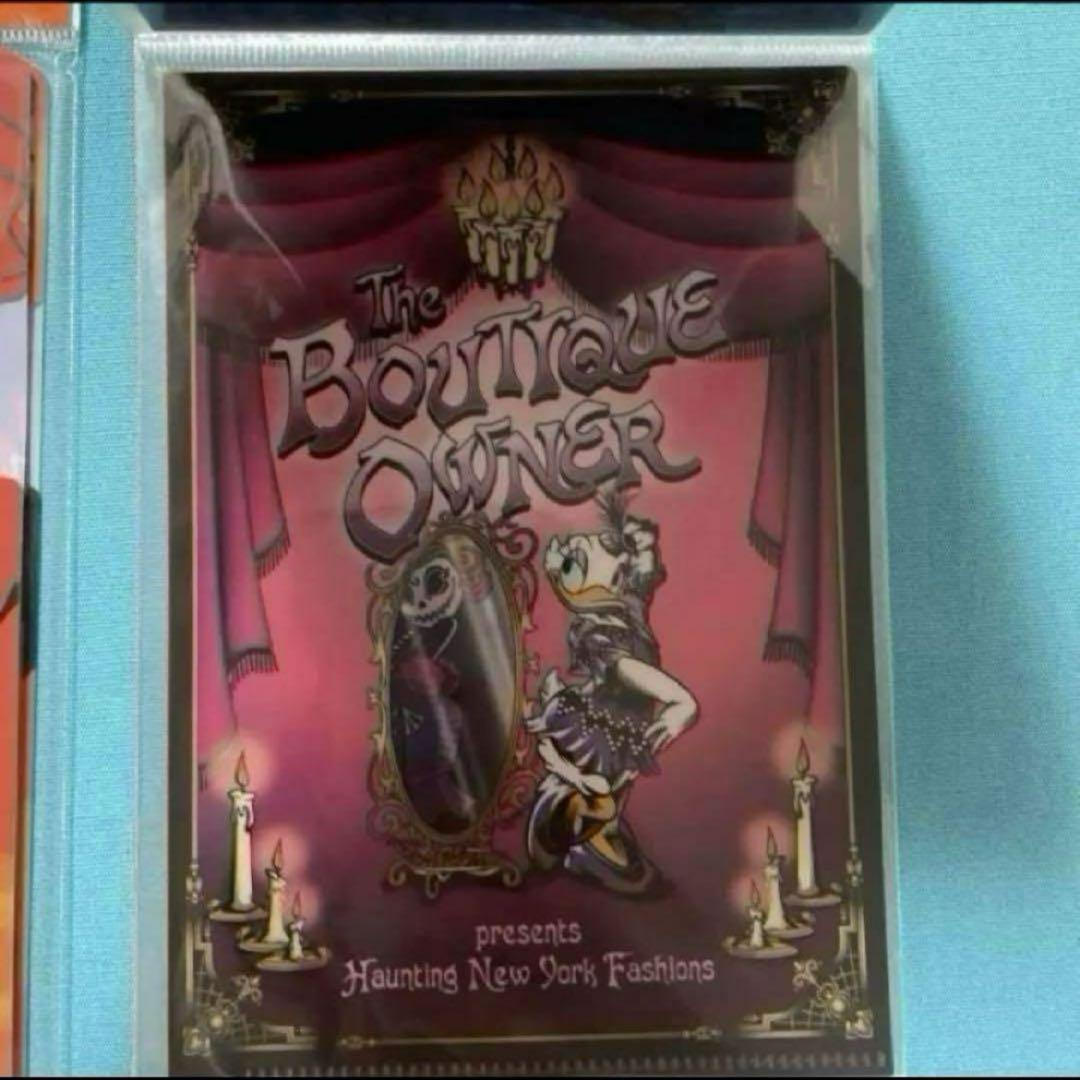 The
BOUTIQUE
OWNER
presents
Haunting New York Fashions